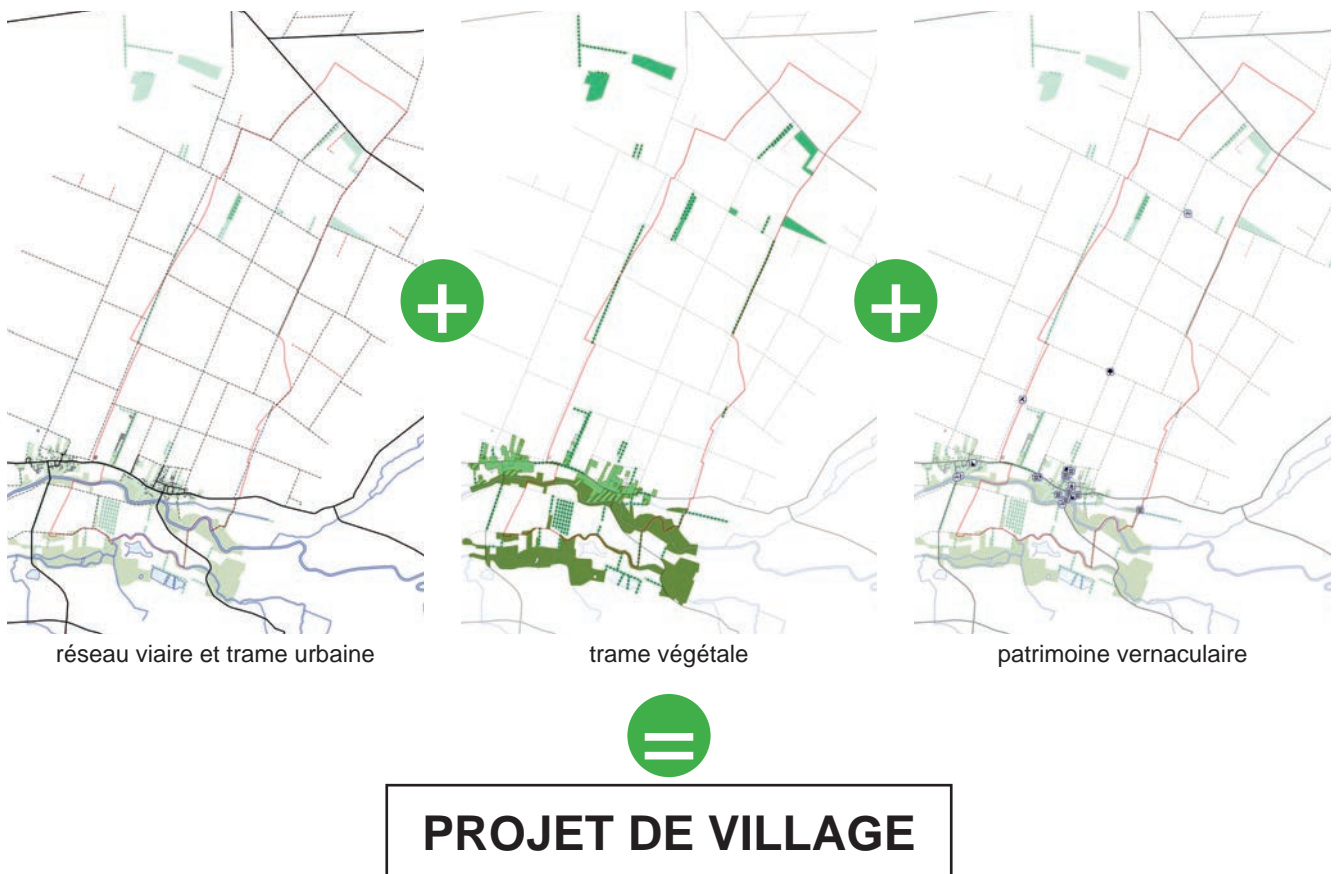 réseau viaire et trame urbaine
trame végétale
patrimoine vernaculaire
PROJET DE VILLAGE